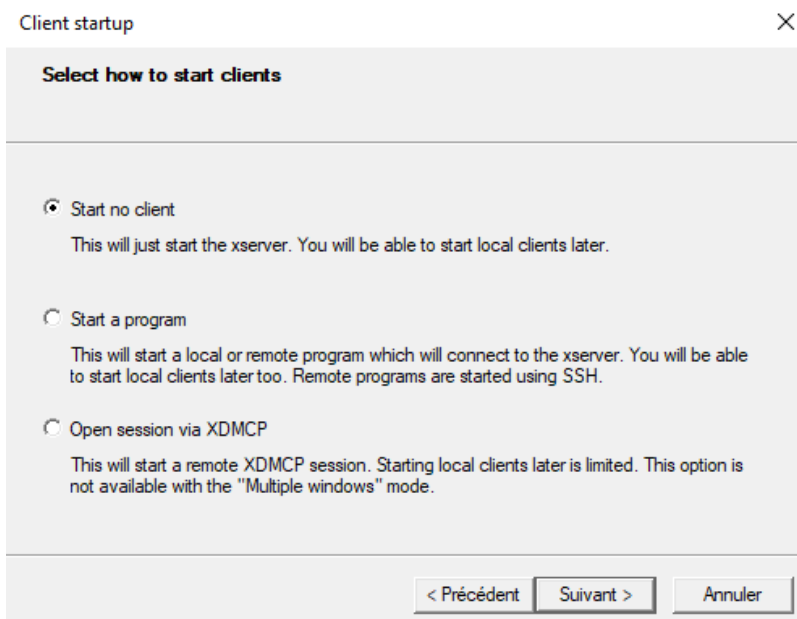 Client startup
Select how to start clients
Start no client
This will just start the xserver. You will be able to start local clients later.
Start a program
This will start a local or remote program which will connect to the xserver. You will be able
to start local clients later too. Remote programs are started using SSH.
Open session via XDMCP
This will start a remote XDMCP session. Starting local clients later is limited. This option is
not available with the "Multiple windows" mode.
< Précédent Suivant > Annuler